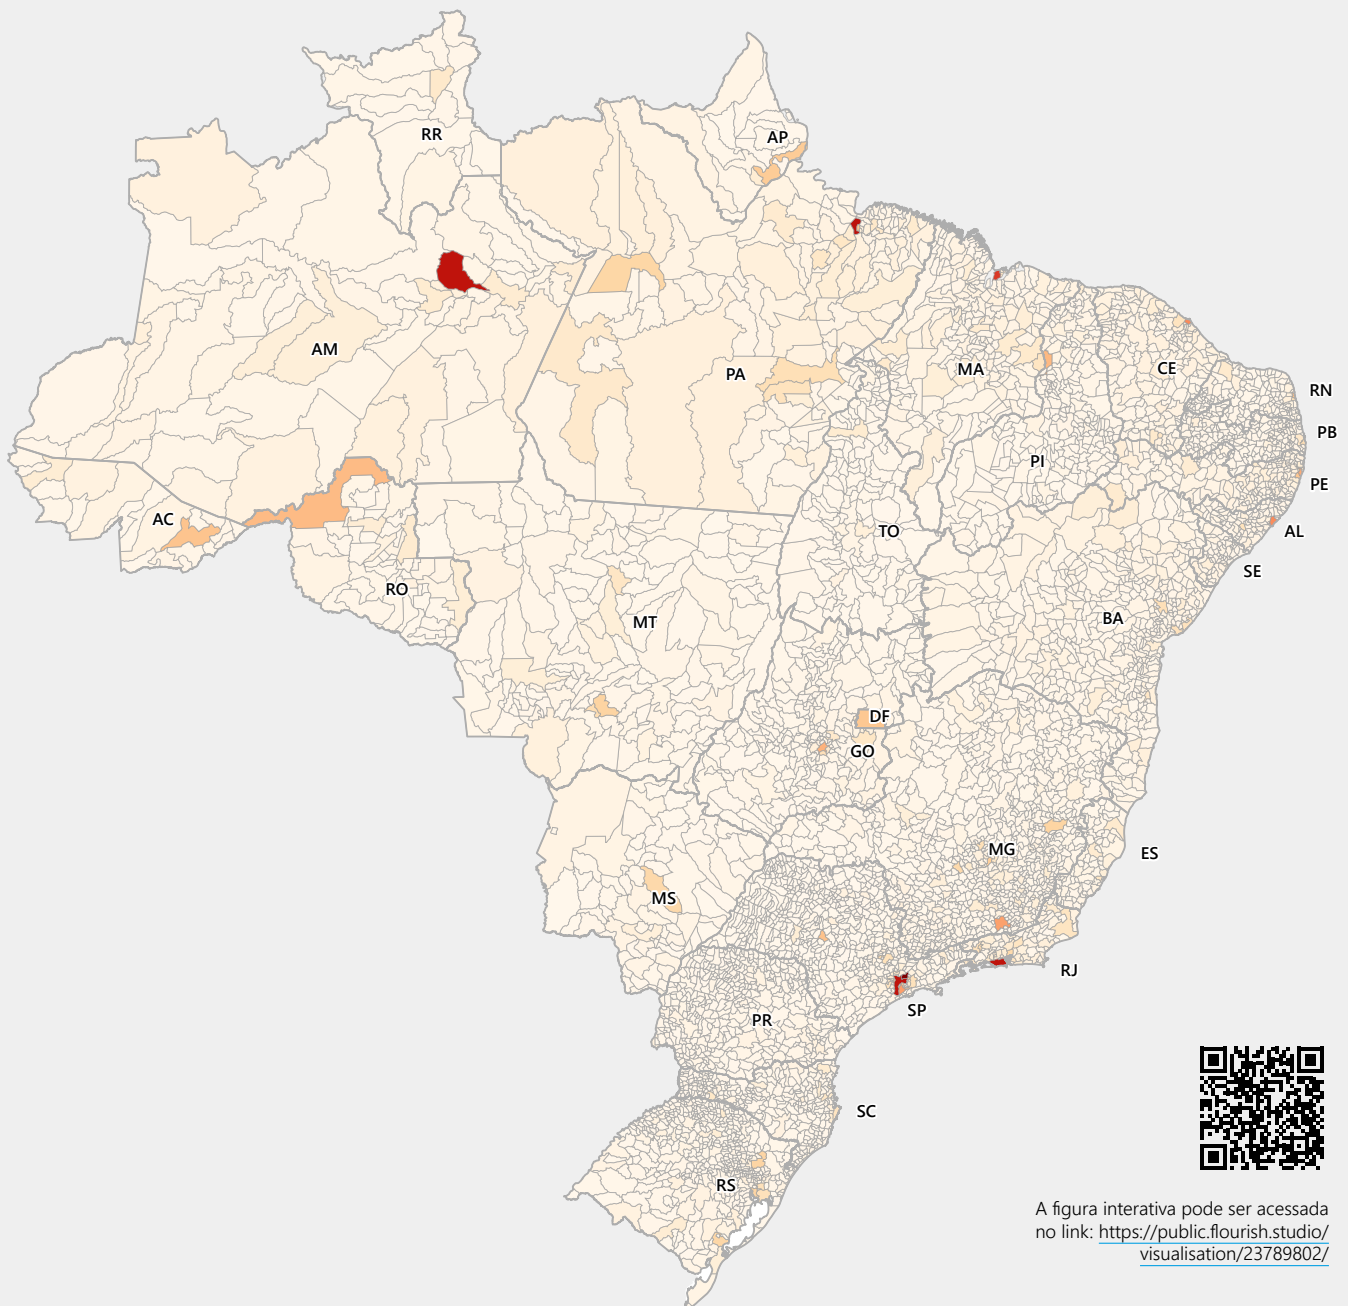 RR
AP
AM
PA
MA
CE
RN
PB
PI
PE
AC
TO
AL
SE
RO
MT
BA
DF
GO
MG
ES
MS
RJ
SP
PR
SC
RS
A figura interativa pode ser acessada
no link: https://public.flourish.studio/
visualisation/23789802/